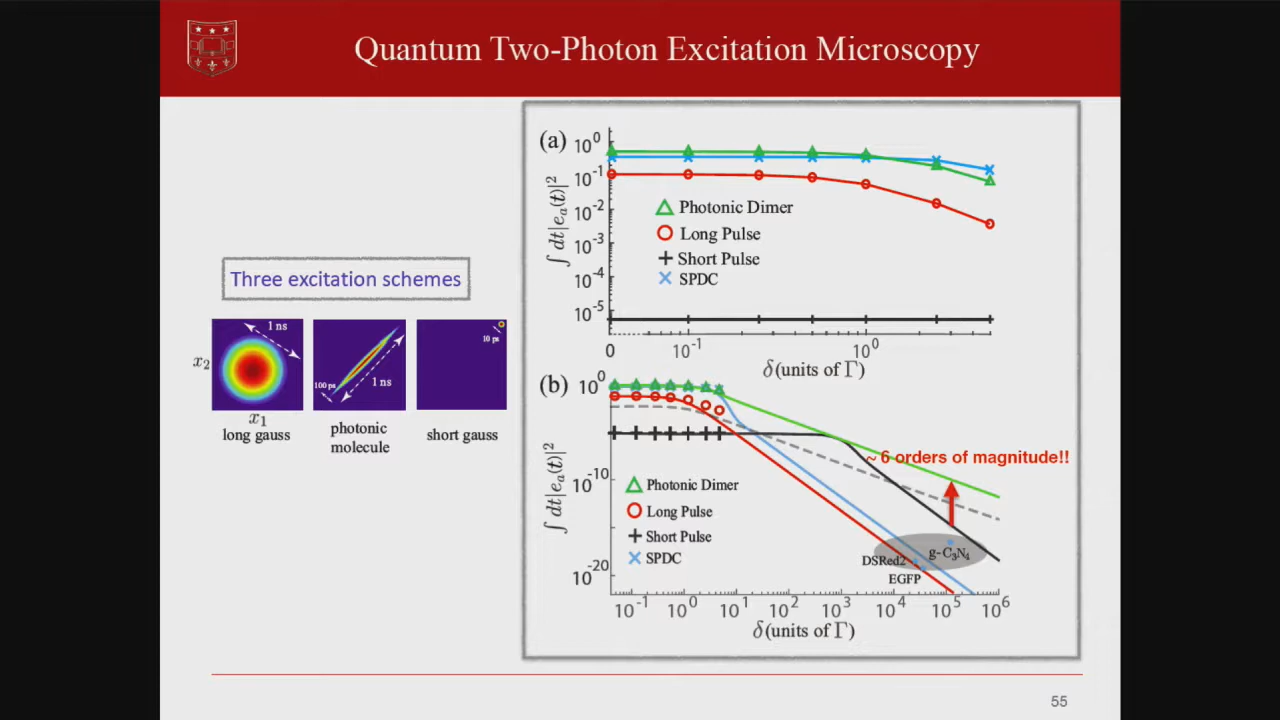 Quantum Two-Photon Excitation Microscopy
Three excitation schemes
1 ns
100 ps
1 ns
10 ps
x₂
x₁
long gauss
photonic
molecule
short gauss
(a)
10⁰
10⁻¹
10⁻²
10⁻³
10⁻⁴
10⁻⁵
∫ dt|eₐ(t)|²
Photonic Dimer
Long Pulse
Short Pulse
SPDC
0 10⁻¹ 10⁰
δ(units of Γ)
(b)
10⁰
10⁻¹⁰
10⁻²⁰
∫ dt|eₐ(t)|²
~ 6 orders of magnitude!!
Photonic Dimer
Long Pulse
Short Pulse
SPDC
g-C₃N₄
DSRed2
EGFP
10⁻¹ 10⁰ 10¹ 10² 10³ 10⁴ 10⁵ 10⁶
δ(units of Γ)
55